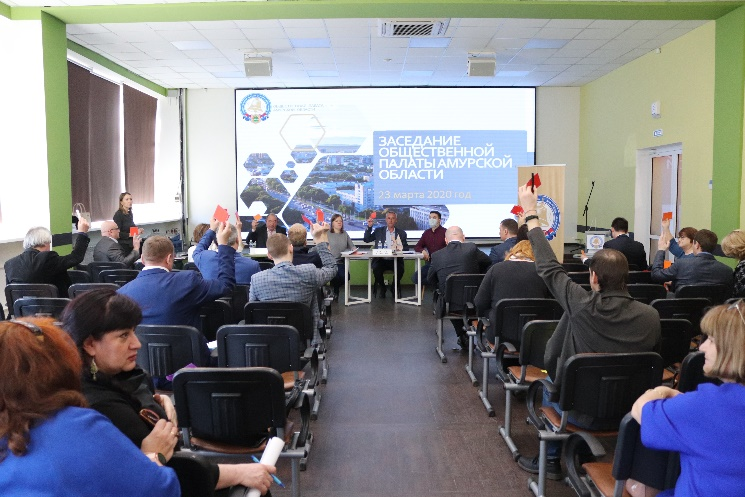 ЗАСЕДАНИЕ
ОБЩЕСТВЕННОЙ
ПАЛАТЫ АМУРСКОЙ
ОБЛАСТИ
23 марта 2020 год